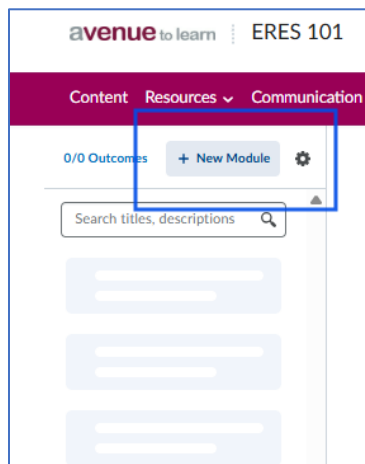 avenue to learn ERES 101
Content Resources Communication
0/0 Outcomes + New Module
Search titles, descriptions